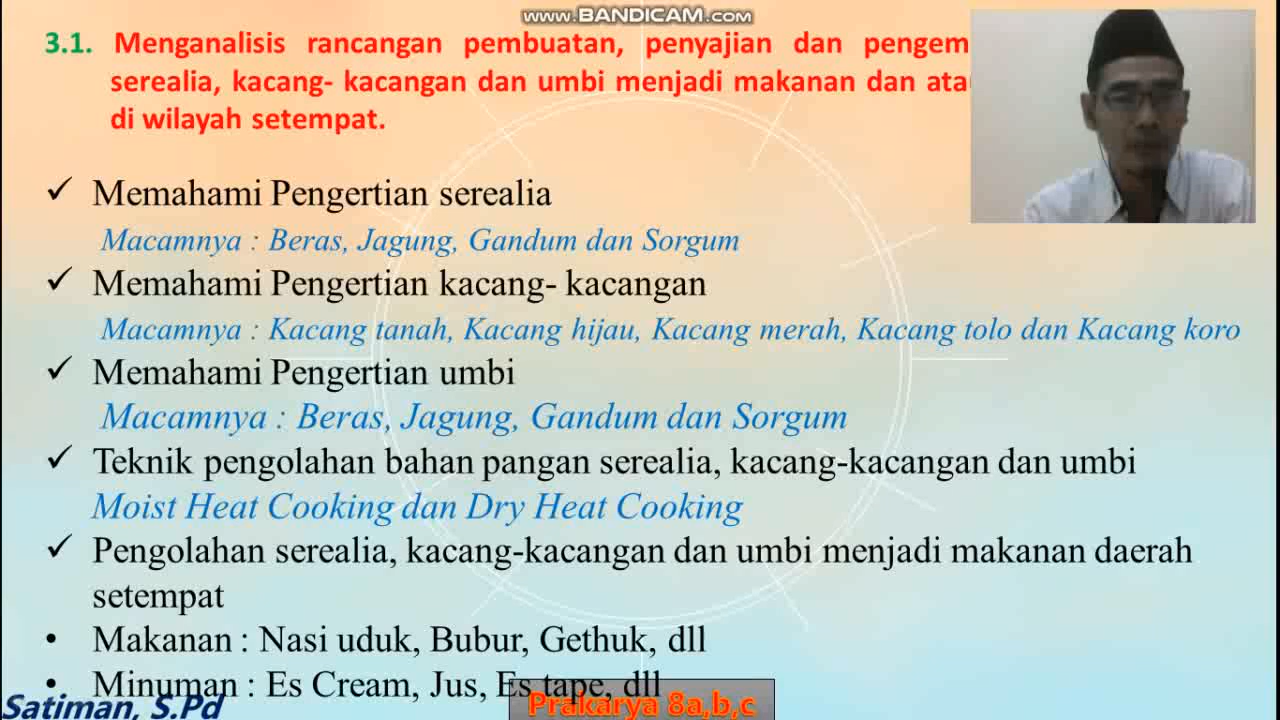 www.BANDICAM.com
3.1. Menganalisis rancangan pembuatan, penyajian dan
serealia, kacang- kacangan dan umbi menjadi makanan dan
di wilayah setempat.
✓ Memahami Pengertian serealia
Macamnya : Beras, Jagung, Gandum dan Sorgum
✓ Memahami Pengertian kacang- kacangan
Macamnya : Kacang tanah, Kacang hijau, Kacang merah, Kacang tolo dan Kacang koro
✓ Memahami Pengertian umbi
Macamnya : Beras, Jagung, Gandum dan Sorgum
✓ Teknik pengolahan bahan pangan serealia, kacang-kacangan dan umbi
Moist Heat Cooking dan Dry Heat Cooking
✓ Pengolahan serealia, kacang-kacangan dan umbi menjadi makanan daerah
setempat
• Makanan : Nasi uduk, Bubur, Gethuk, dll
• Minuman : Es Cream, Jus, Es tape, dll
Satiman, S.Pd
Prakarya 8a,b,c